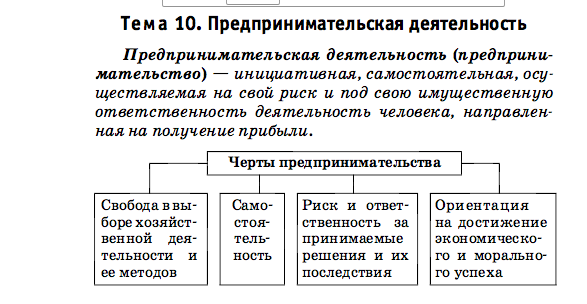 Тема 10. Предпринимательская деятельность
Предпринимательская деятельность (предприни-
мательство) — инициативная, самостоятельная, осу-
ществляемая на свой риск и под свою имущественную
ответственность деятельность человека, направлен-
ная на получение прибыли.
Черты предпринимательства
Свобода в вы-
боре хозяйст-
венной дея-
тельности и
ее методов
Само-
стоя-
тель-
ность
Риск и ответ-
ственность за
принимаемые
решения и их
последствия
Ориентация
на достижение
экономическо-
го и морально-
го успеха